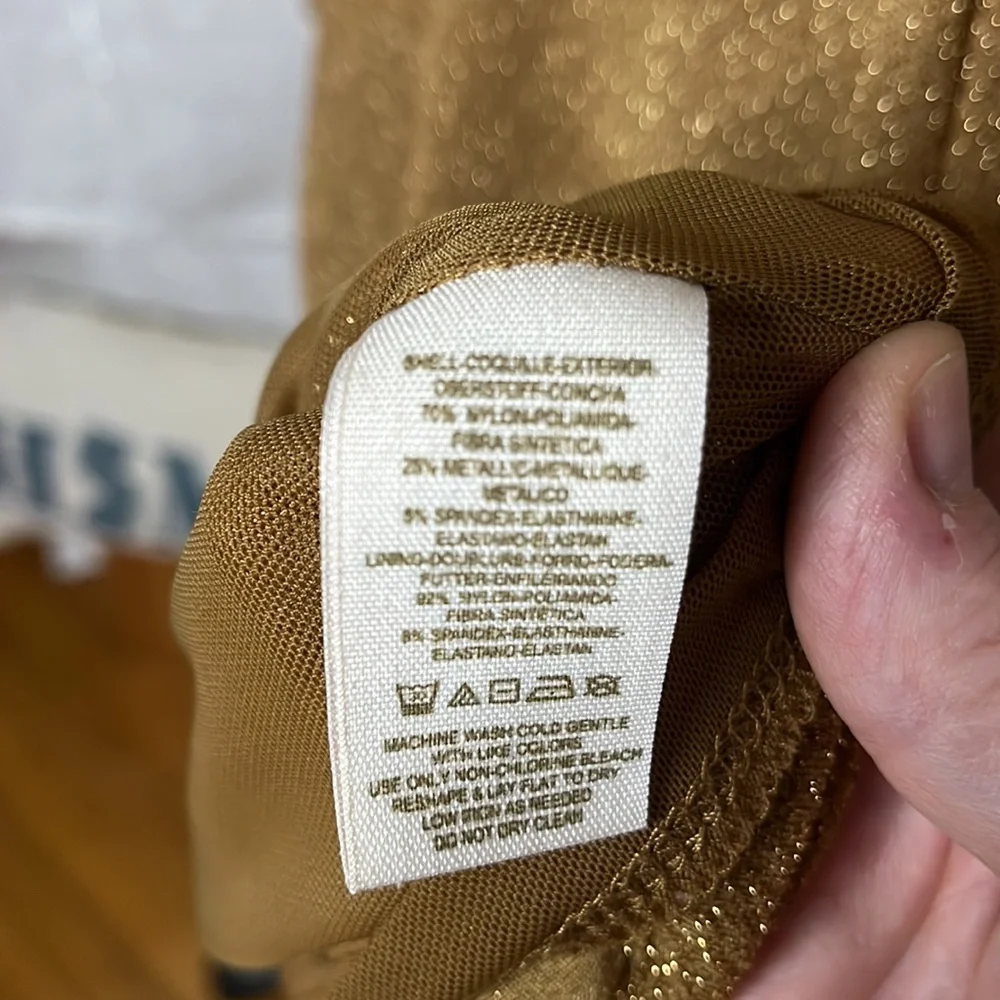 SHELL-COQUILLE-EXTERIOR
OBERSTOFF-CONCHA
70% NYLON-POLIAMIDA-
FIBRA SINTETICA
25% METALLIC-METALLIQUE-
METALICO
5% SPANDEX-ELASTHANNE-
ELASTANO-ELASTAN
LINING-DOUBLURE-FORRO-FODERA-
FUTTER-ENFILEIRANDO
92% NYLON-POLIAMIDA-
FIBRA SINTETICA
8% SPANDEX-ELASTHANNE-
ELASTANO-ELASTAN
MACHINE WASH COLD GENTLE
WITH LIKE COLORS
USE ONLY NON-CHLORINE BLEACH
RESHAPE & LAY FLAT TO DRY
LOW IRON AS NEEDED
DO NOT DRY CLEAN